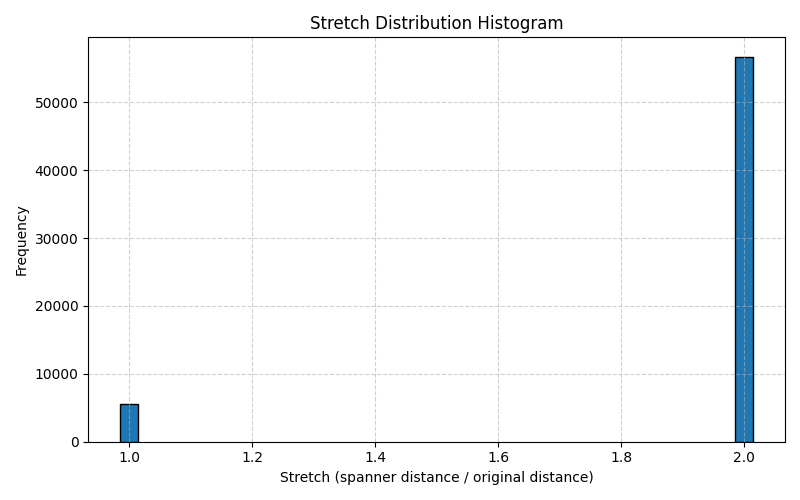 Stretch Distribution Histogram
Frequency
50000
40000
30000
20000
10000
0
1.0 1.2 1.4 1.6 1.8 2.0
Stretch (spanner distance / original distance)